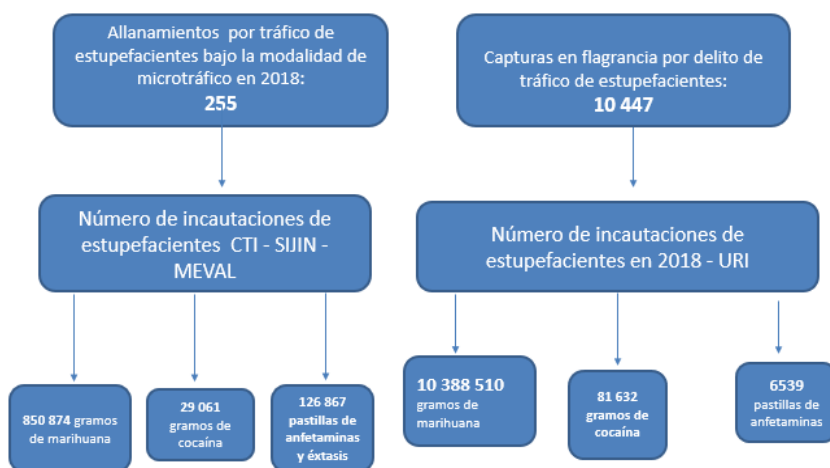 Allanamientos por tráfico de
estupefacientes bajo la modalidad de
microtráfico en 2018:
255
Capturas en flagrancia por delito de
tráfico de estupefacientes:
10 447
Número de incautaciones de
estupefacientes CTI - SIJIN -
MEVAL
Número de incautaciones de
estupefacientes en 2018 - URI
850 874 gramos
de marihuana
29 061
gramos de
cocaína
126 867
pastillas de
anfetaminas
y éxtasis
10 388 510
gramos de
marihuana
81 632
gramos de
cocaína
6539
pastillas de
anfetaminas